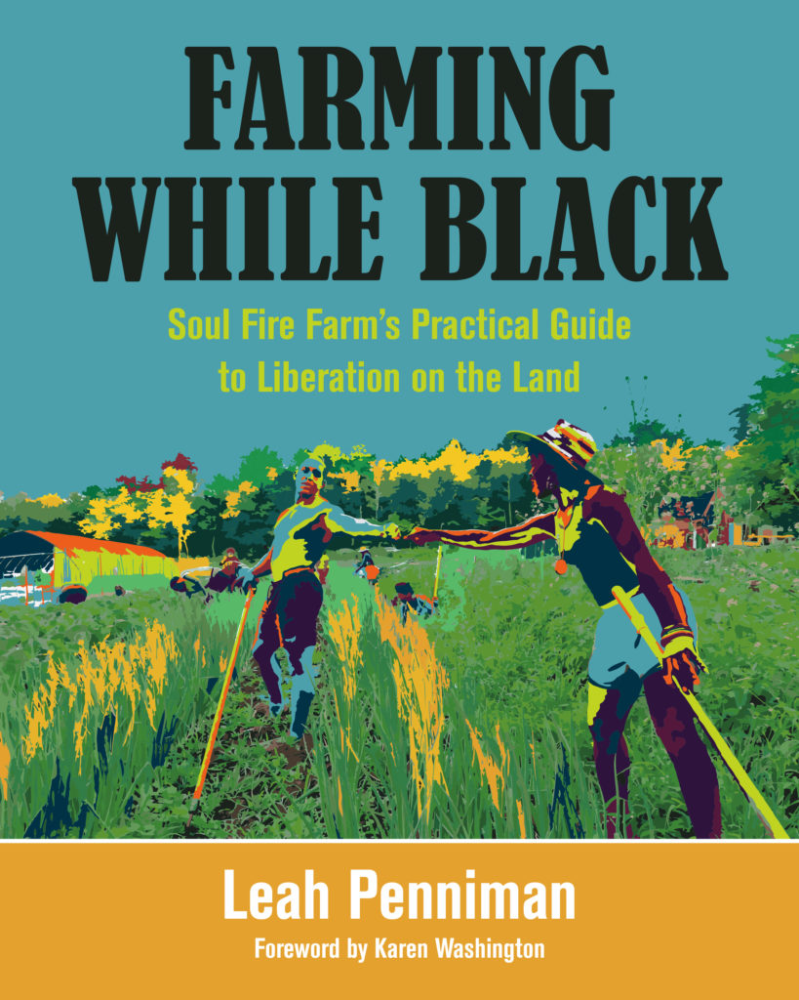 FARMING
WHILE BLACK
Soul Fire Farm’s Practical Guide
to Liberation on the Land
Leah Penniman
Foreword by Karen Washington